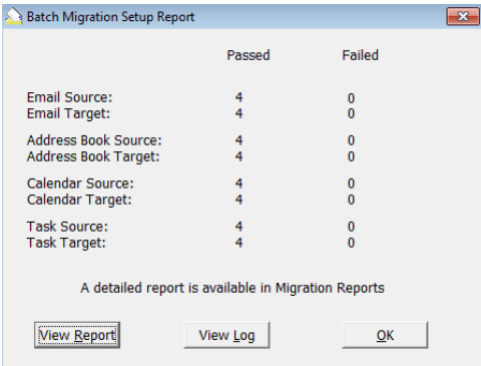 Batch Migration Setup Report
Passed Failed
Email Source: 4 0
Email Target: 4 0
Address Book Source: 4 0
Address Book Target: 4 0
Calendar Source: 4 0
Calendar Target: 4 0
Task Source: 4 0
Task Target: 4 0
A detailed report is available in Migration Reports
View Report View Log OK